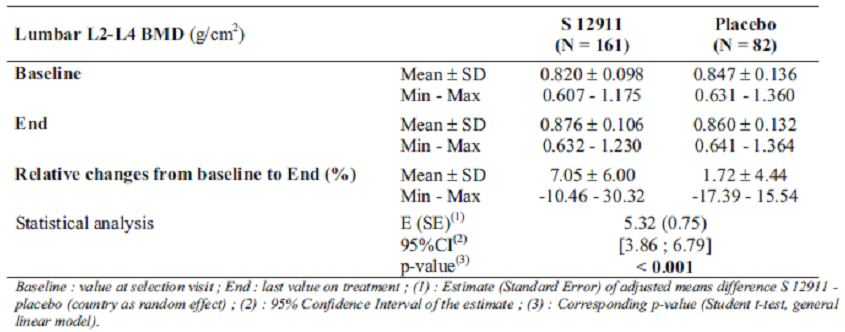 Lumbar L2-L4 BMD (g/cm²) S 12911 (N = 161) Placebo (N = 82)
Baseline Mean ± SD 0.820 ± 0.098 0.847 ± 0.136
Min - Max 0.607 - 1.175 0.631 - 1.360
End Mean ± SD 0.876 ± 0.106 0.860 ± 0.132
Min - Max 0.632 - 1.230 0.641 - 1.364
Relative changes from baseline to End (%) Mean ± SD 7.05 ± 6.00 1.72 ± 4.44
Min - Max -10.46 - 30.32 -17.39 - 15.54
Statistical analysis E (SE)(1) 5.32 (0.75)
95%CI(2) [3.86 ; 6.79]
p-value(3) < 0.001
Baseline : value at selection visit ; End : last value on treatment ; (1) : Estimate (Standard Error) of adjusted means difference S 12911 -
placebo (country as random effect) ; (2) : 95% Confidence Interval of the estimate ; (3) : Corresponding p-value (Student t-test, general
linear model).